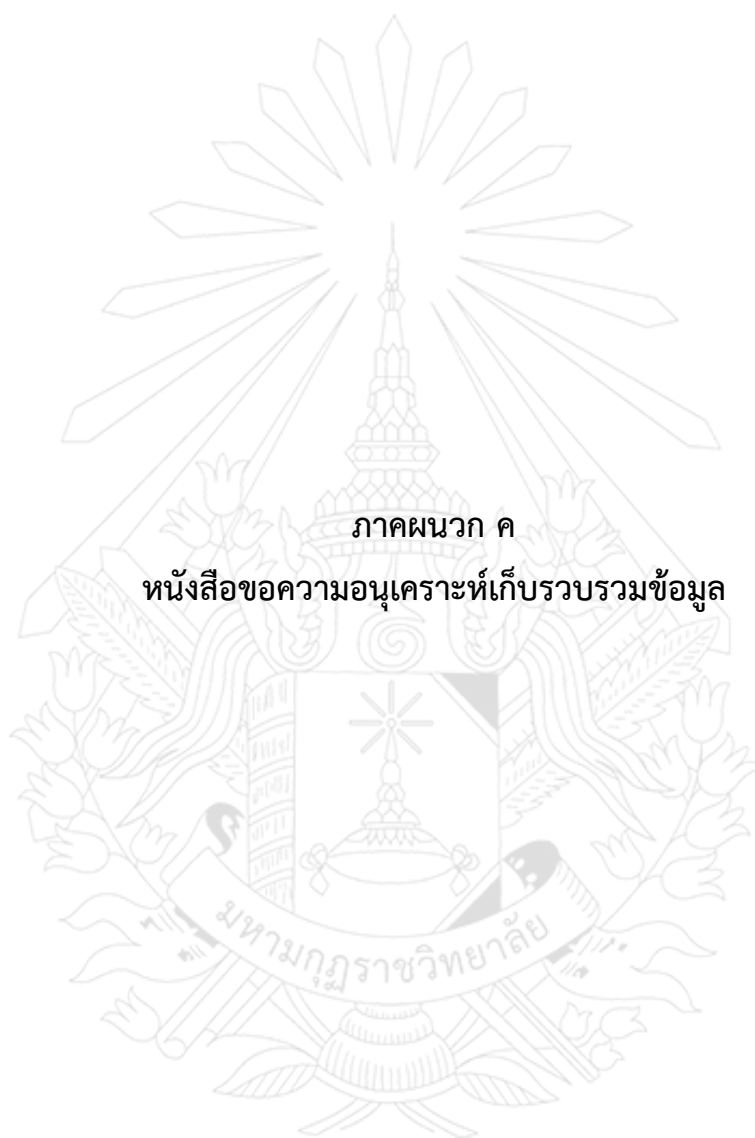 ภาคผนวก ค
หนังสือขอความอนุเคราะห์เก็บรวบรวมข้อมูล
มหามกุฏราชวิทยาลัย